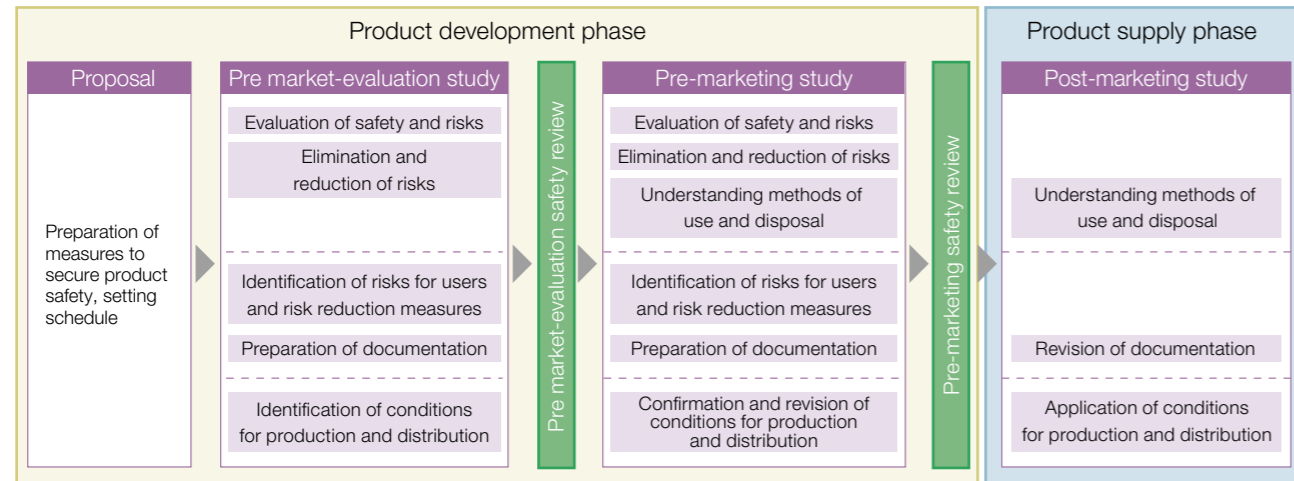 Product development phase
Product supply phase
Proposal
Preparation of
measures to
secure product
safety, setting
schedule
Pre market-evaluation study
Evaluation of safety and risks
Elimination and
reduction of risks
Identification of risks for users
and risk reduction measures
Preparation of documentation
Identification of conditions
for production and distribution
Pre market-evaluation safety review
Pre-marketing study
Evaluation of safety and risks
Elimination and reduction of risks
Understanding methods of
use and disposal
Identification of risks for users
and risk reduction measures
Preparation of documentation
Confirmation and revision of
conditions for production
and distribution
Pre-marketing safety review
Post-marketing study
Understanding methods of
use and disposal
Revision of documentation
Application of conditions
for production and distribution